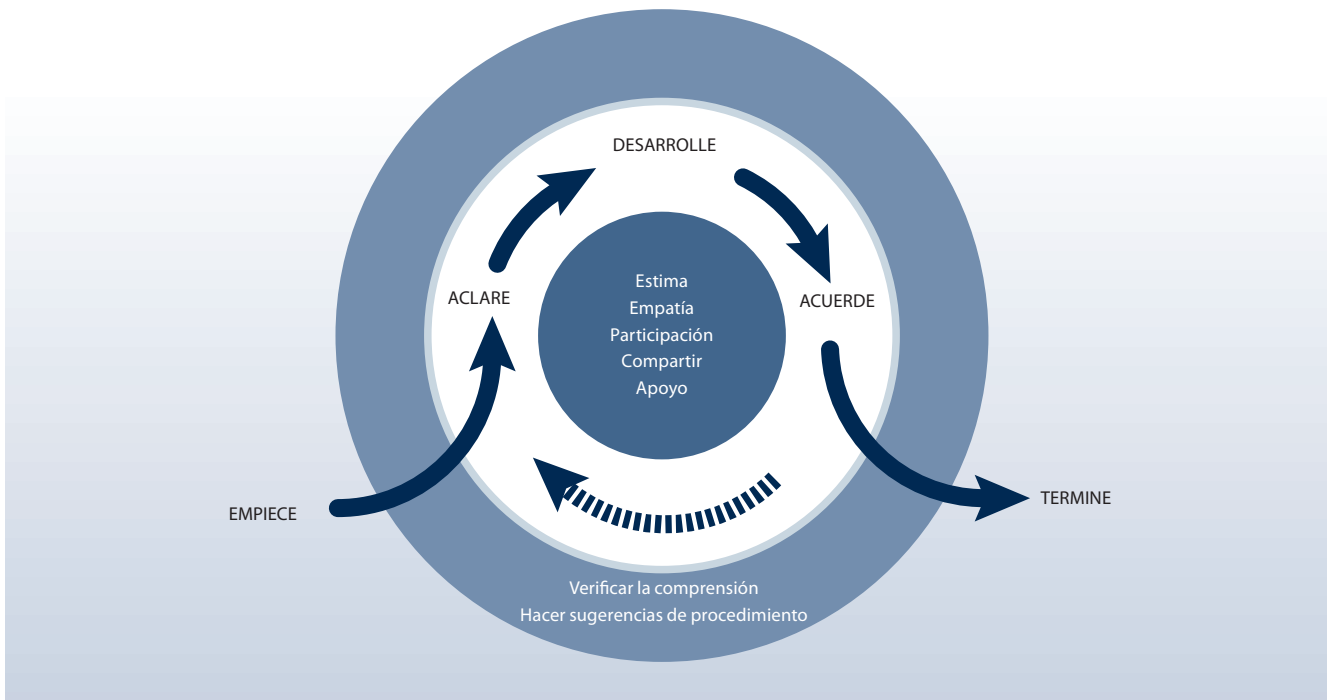 DESARROLLE
ACLARE
ACUERDE
Estima
Empatía
Participación
Compartir
Apoyo
EMPIECE
TERMINE
Verificar la comprensión
Hacer sugerencias de procedimiento